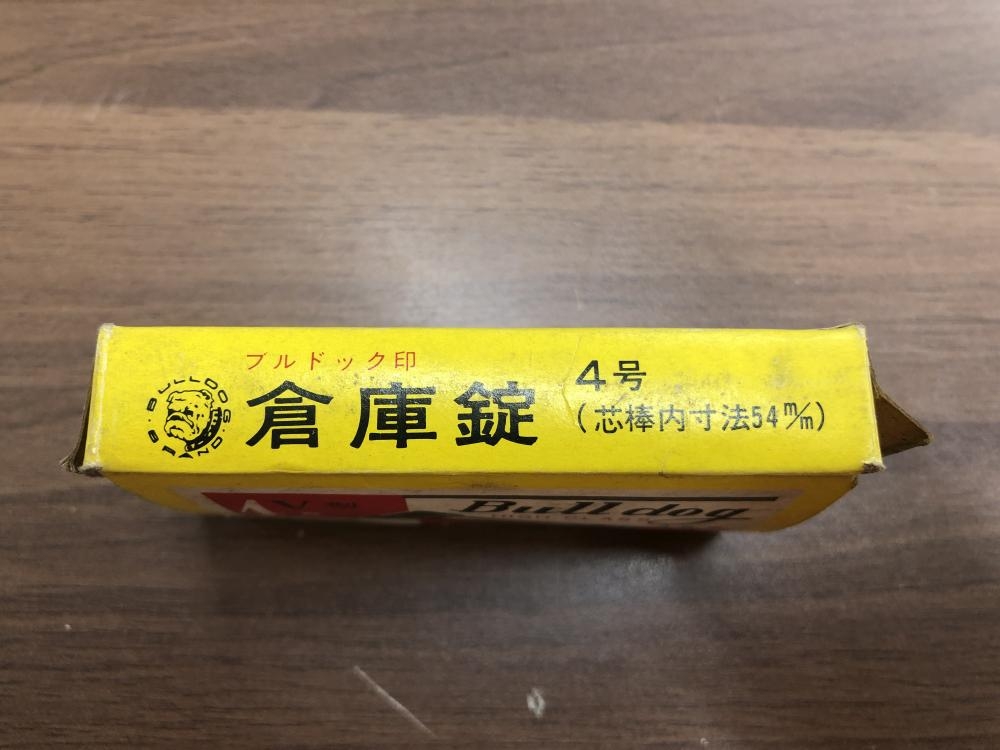 ブルドック印
倉庫錠
4号
(芯棒内寸法54m/m)
Bulldog